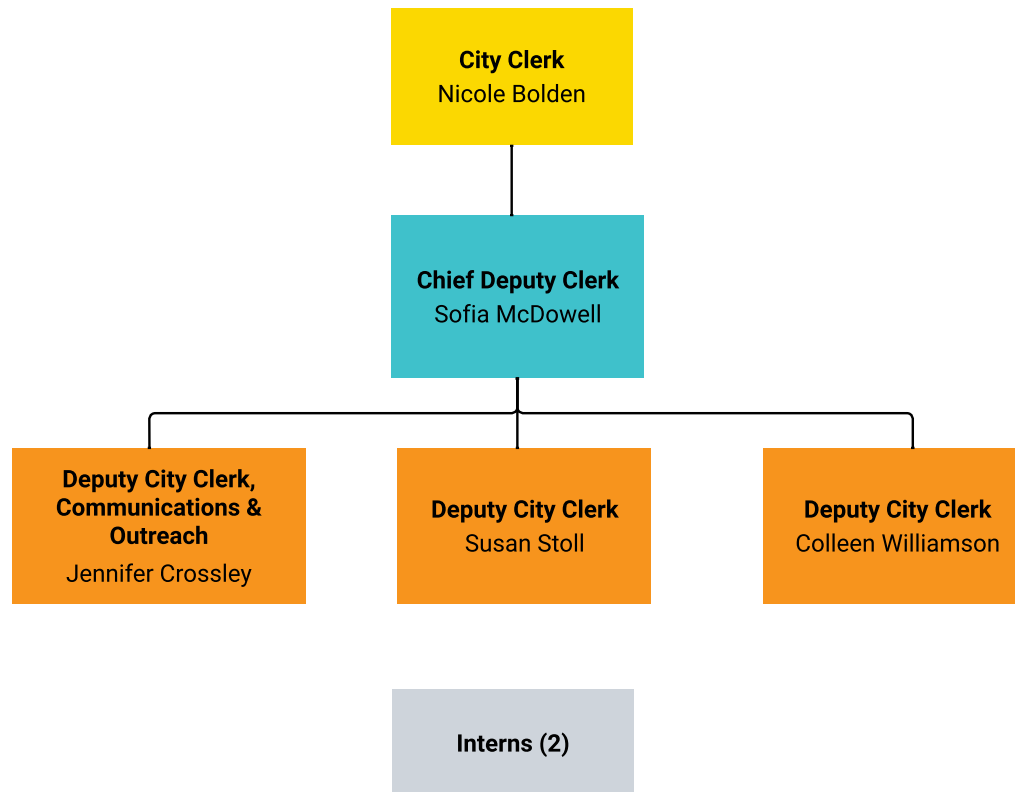 City Clerk
Nicole Bolden
Chief Deputy Clerk
Sofia McDowell
Deputy City Clerk,
Communications &
Outreach
Jennifer Crossley
Deputy City Clerk
Susan Stoll
Deputy City Clerk
Colleen Williamson
Interns (2)